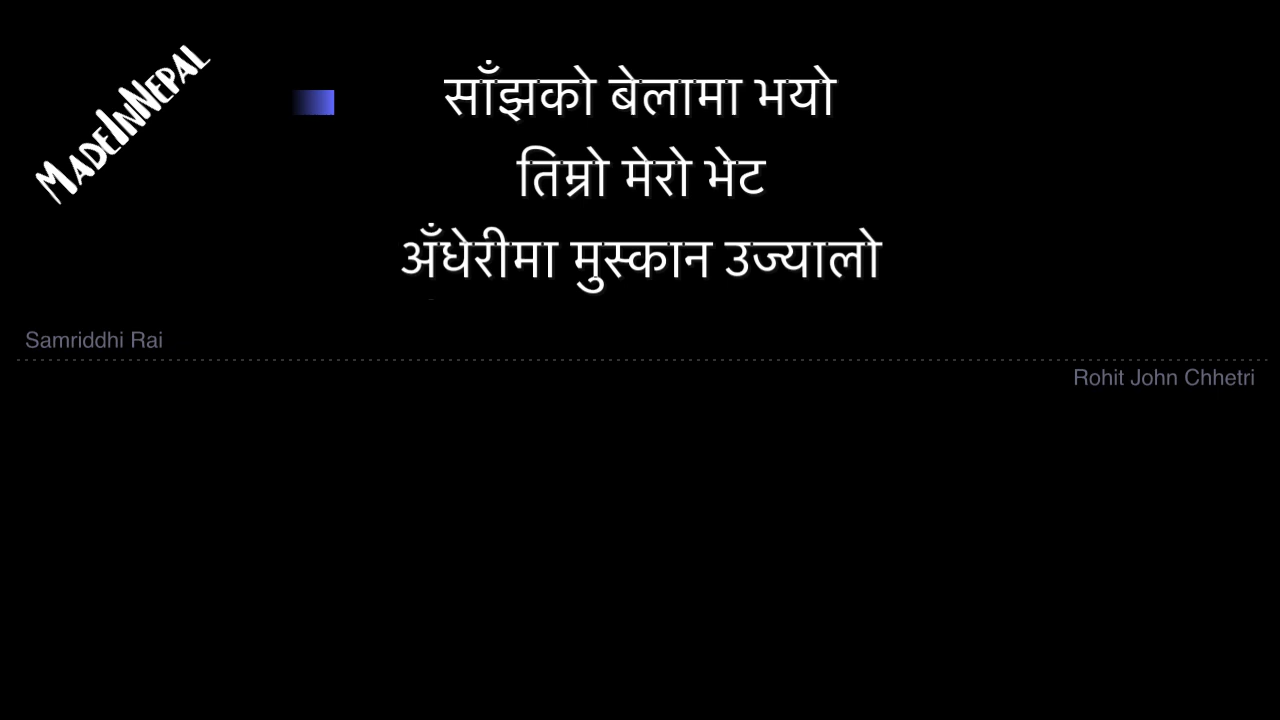 MadeInNepal
साँझको बेलामा भयो
तिम्रो मेरो भेट
अँधेरीमा मुस्कान उज्यालो
Samriddhi Rai
Rohit John Chhetri